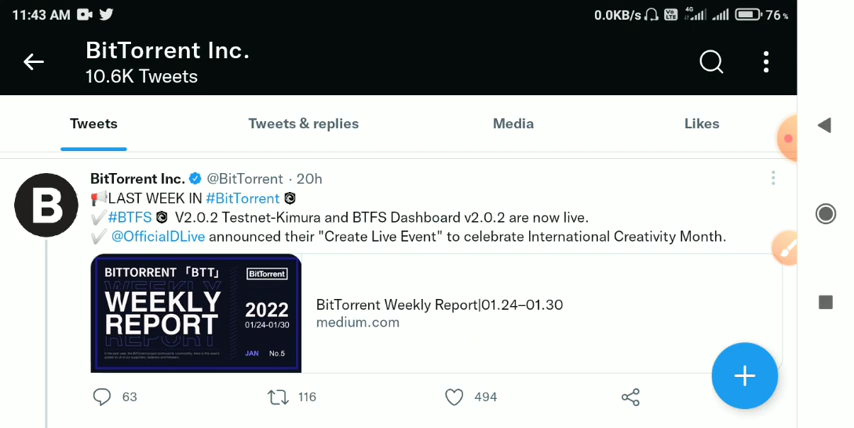 11:43 AM 0.0KB/s 4G 76%
BitTorrent Inc.
10.6K Tweets
Tweets Tweets & replies Media Likes
BitTorrent Inc. @BitTorrent · 20h
LAST WEEK IN #BitTorrent
#BTFS V2.0.2 Testnet-Kimura and BTFS Dashboard v2.0.2 are now live.
@OfficialDLive announced their "Create Live Event" to celebrate International Creativity Month.
B
BITTORRENT「BTT」 BitTorrent
WEEKLY
REPORT
2022
01/24-01/30
JAN No.5
BitTorrent Weekly Report|01.24–01.30
medium.com
63 116 494